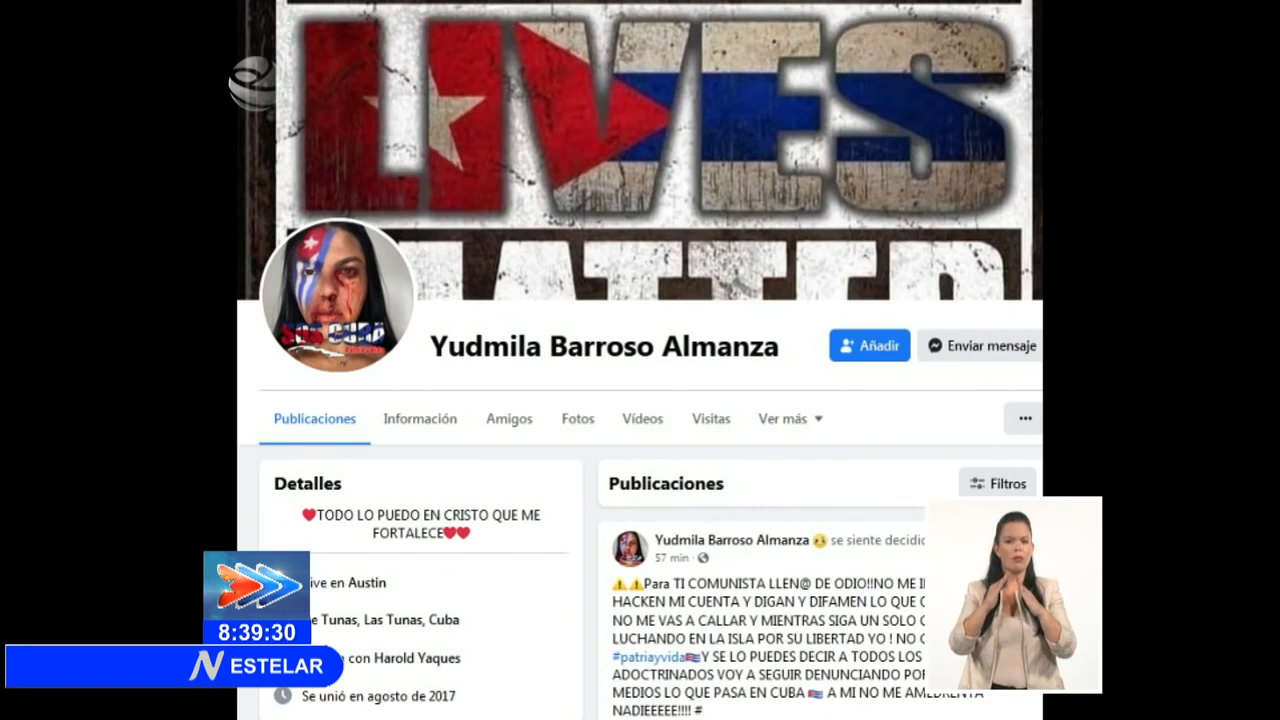 LIVES
MATTER
SOS CUBA
Yudmila Barroso Almanza
Añadir
Enviar mensaje
Publicaciones
Información
Amigos
Fotos
Vídeos
Visitas
Ver más
Detalles
TODO LO PUEDO EN CRISTO QUE ME
FORTALECE
ive en Austin
e Tunas, Las Tunas, Cuba
con Harold Yaques
Se unió en agosto de 2017
Publicaciones
Filtros
Yudmila Barroso Almanza se siente decidid
57 min
Para TI COMUNISTA LLEN@ DE ODIO!!NO ME I
HACKEN MI CUENTA Y DIGAN Y DIFAMEN LO QUE
NO ME VAS A CALLAR Y MIENTRAS SIGA UN SOLO
LUCHANDO EN LA ISLA POR SU LIBERTAD YO ! NO
#patriayvida Y SE LO PUEDES DECIR A TODOS LOS
ADOCTRINADOS VOY A SEGUIR DENUNCIANDO POR
MEDIOS LO QUE PASA EN CUBA A MI NO ME AMEDRENTA
NADIEEEEE!!!! #
8:39:30
N ESTELAR